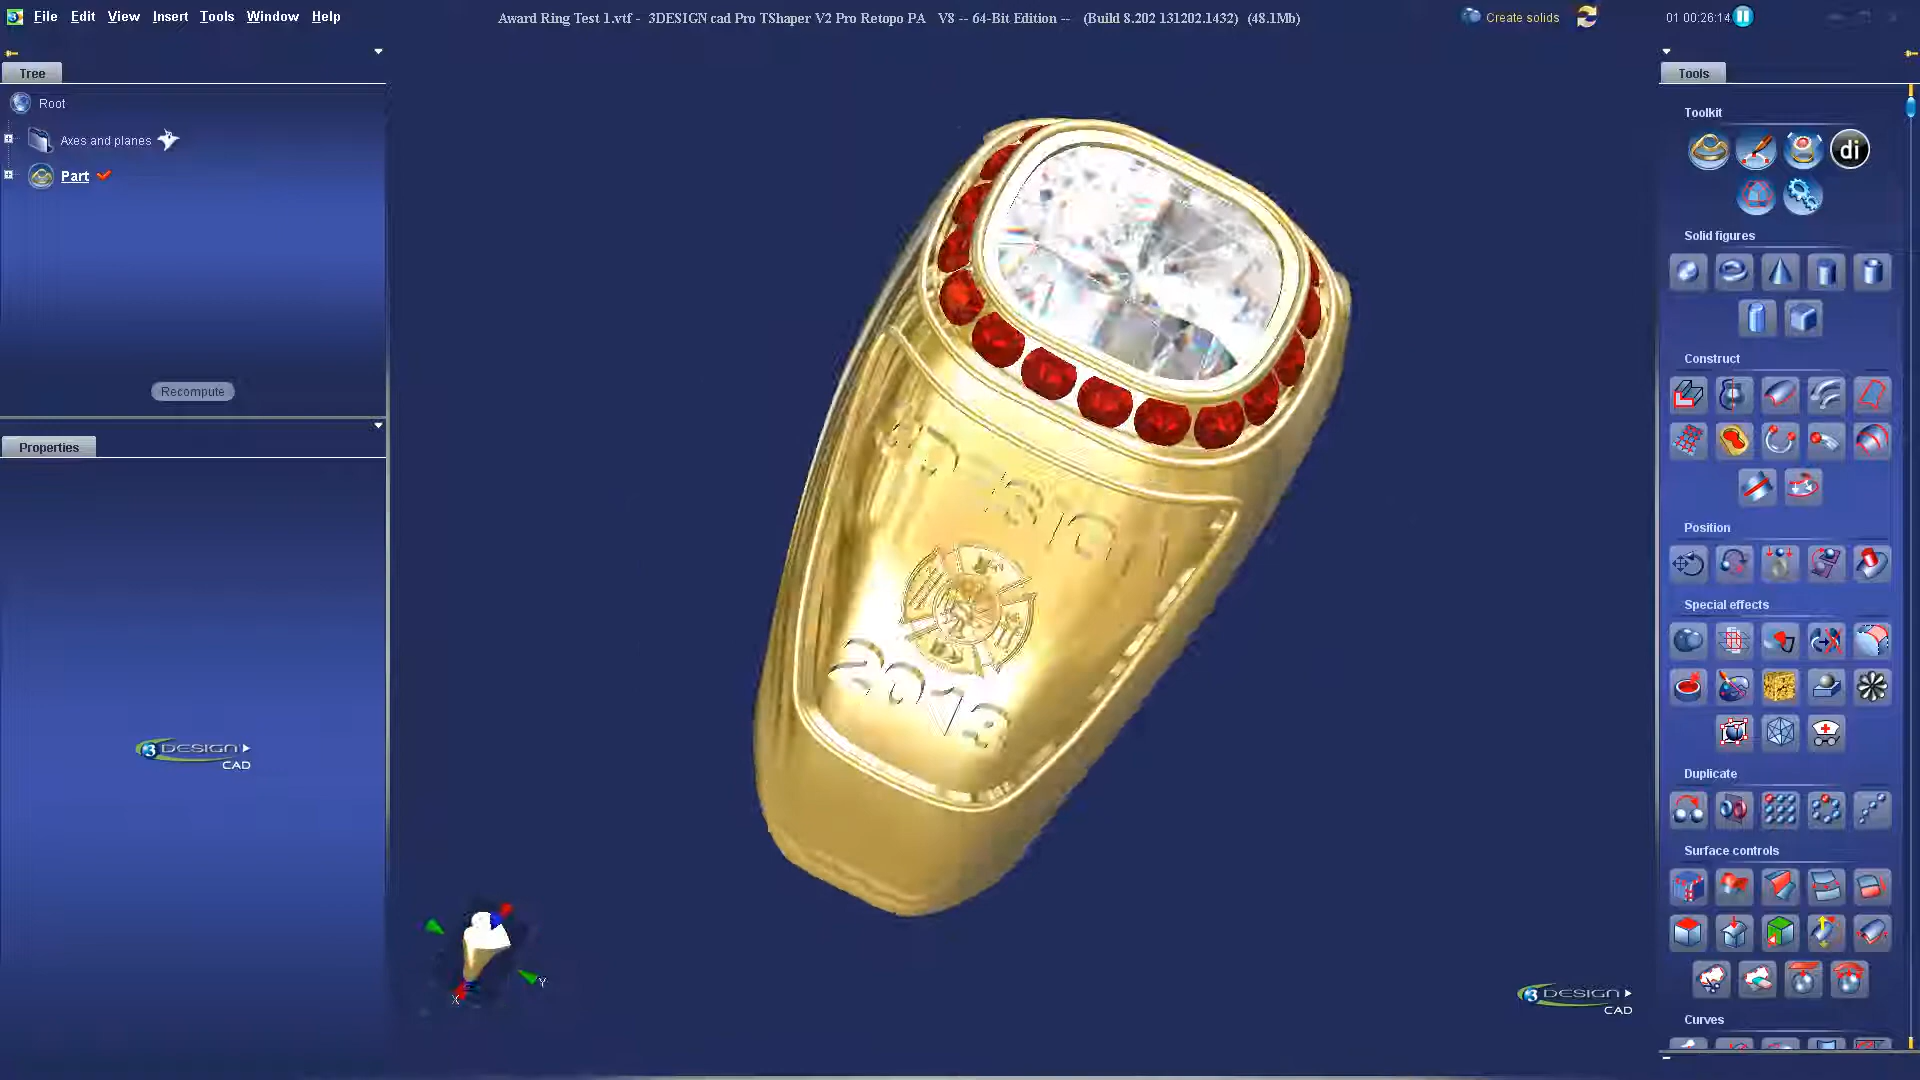 File Edit View Insert Tools Window Help
Award Ring Test 1.vtf - 3DESIGN cad Pro TShaper V2 Pro Retopo PA V8 -- 64-Bit Edition -- (Build 8.202 131202.1432) (48.1Mb)
Create solids
01 00:26:14
Tree
Root
Axes and planes
Part
Recompute
Properties
3DESIGN
CAD
2013
X
Y
3DESIGN
CAD
Tools
Toolkit
di
Solid figures
Construct
Position
Special effects
Duplicate
Surface controls
Curves